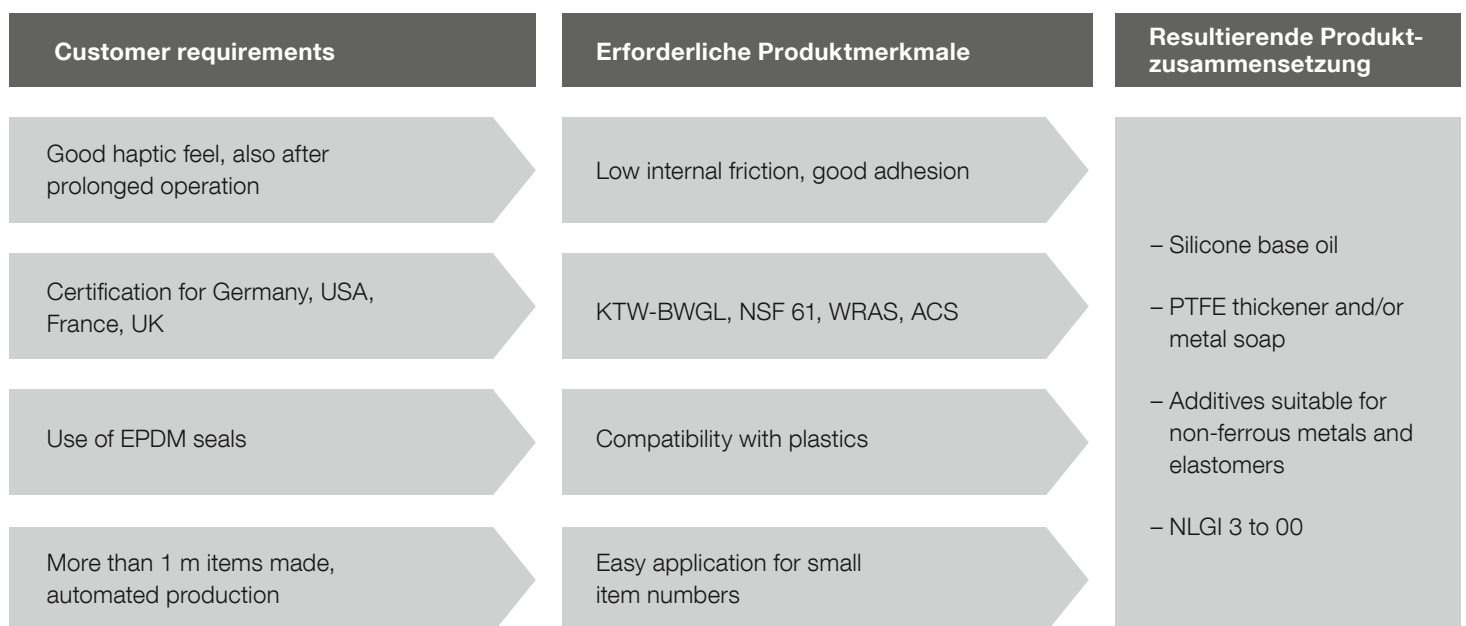 Customer requirements
Erforderliche Produktmerkmale
Resultierende Produkt-
zusammensetzung
Good haptic feel, also after
prolonged operation
Low internal friction, good adhesion
Certification for Germany, USA,
France, UK
KTW-BWGL, NSF 61, WRAS, ACS
Use of EPDM seals
Compatibility with plastics
More than 1 m items made,
automated production
Easy application for small
item numbers
– Silicone base oil
– PTFE thickener and/or
metal soap
– Additives suitable for
non-ferrous metals and
elastomers
– NLGI 3 to 00